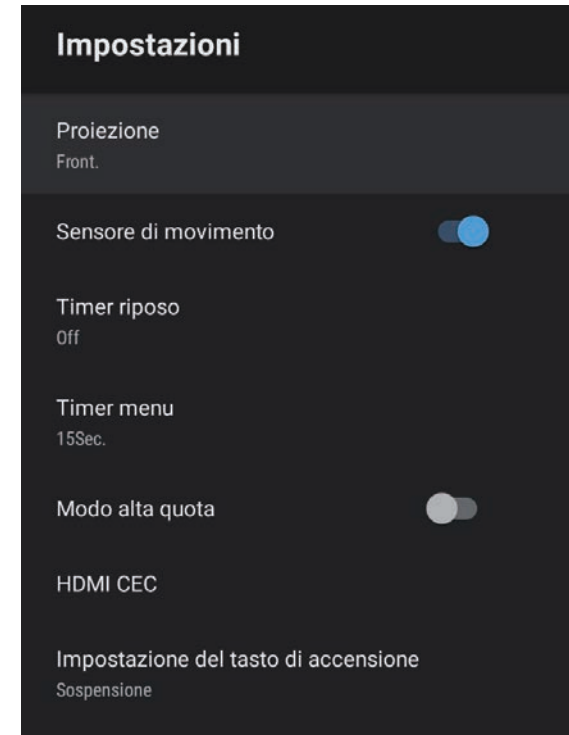 Impostazioni
Proiezione
Front.
Sensore di movimento
Timer riposo
Off
Timer menu
15Sec.
Modo alta quota
HDMI CEC
Impostazione del tasto di accensione
Sospensione